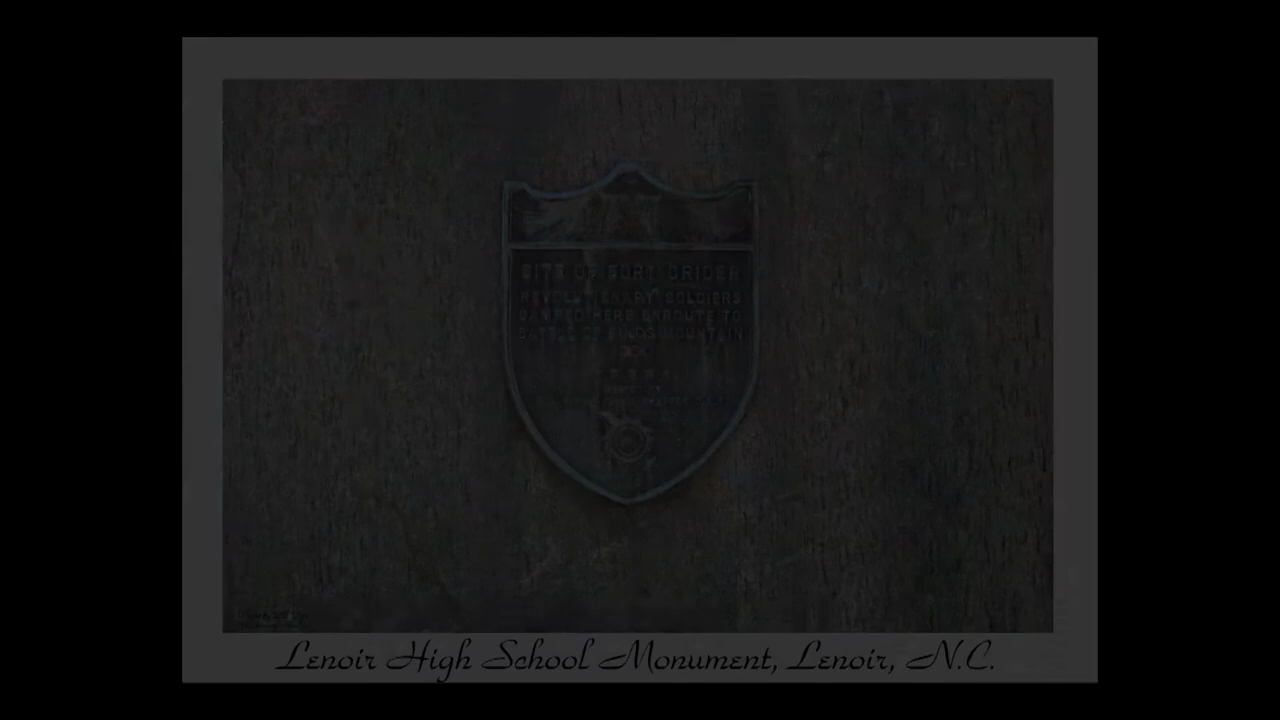 SITE OF FORT CRIDER
REVOLUTIONARY SOLDIERS
CAMPED HERE ENROUTE TO
BATTLE OF KINGS MOUNTAIN
Lenoir High School Monument, Lenoir, N.C.